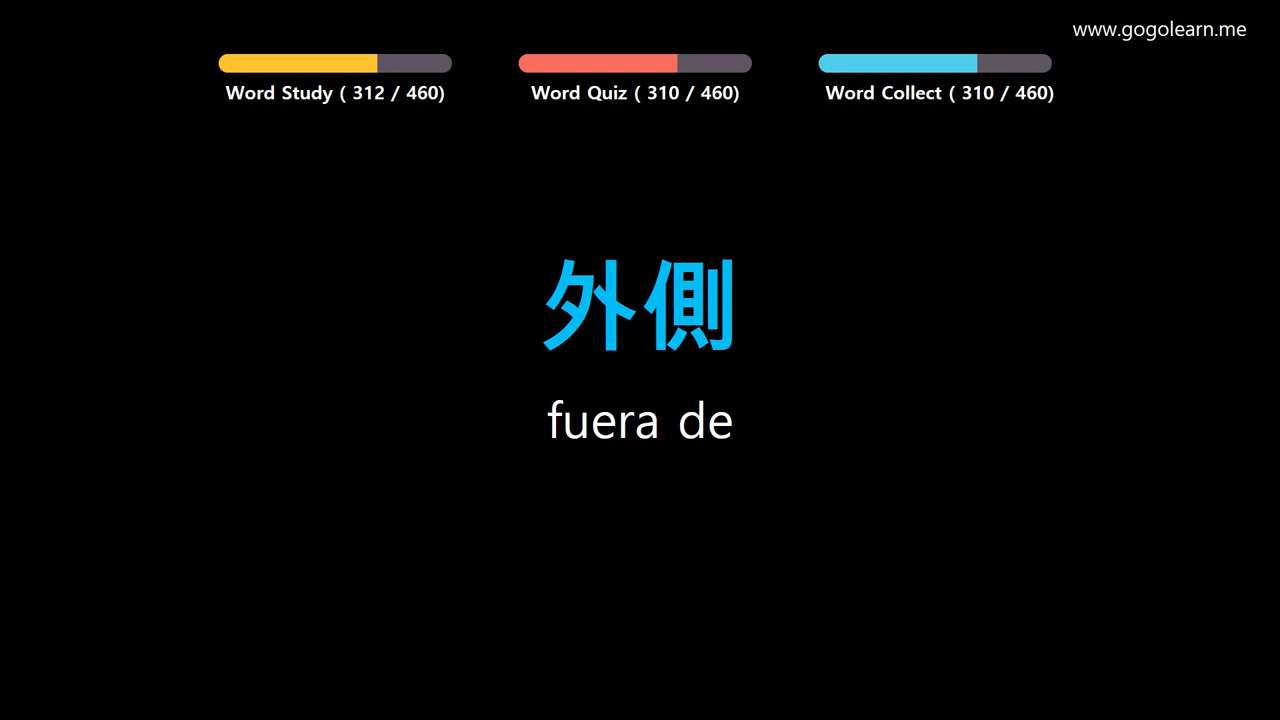 www.gogolearn.me
Word Study ( 312 / 460)
Word Quiz ( 310 / 460)
Word Collect ( 310 / 460)
外側
fuera de